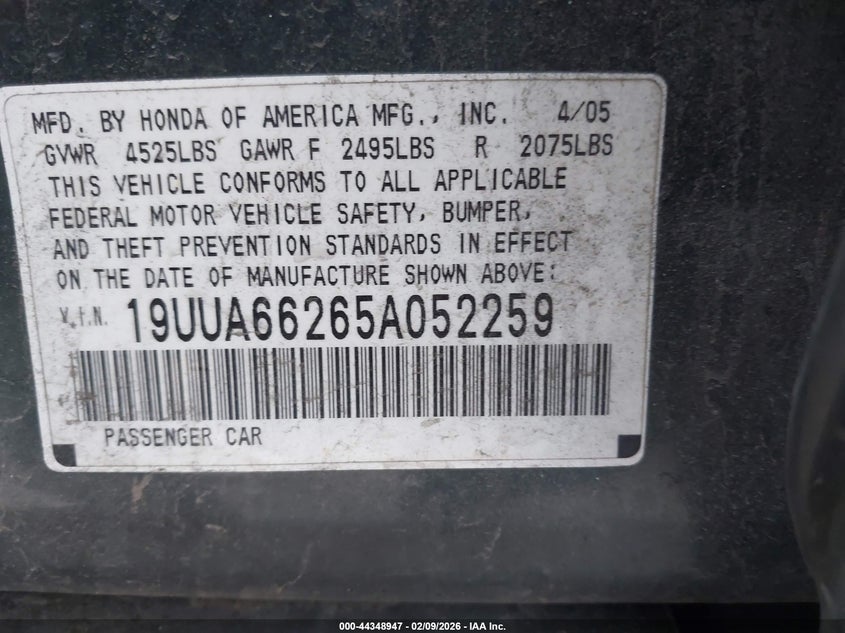 MFD. BY HONDA OF AMERICA MFG., INC. 4/05
GVWR 4525LBS GAWR F 2495LBS R 2075LBS
THIS VEHICLE CONFORMS TO ALL APPLICABLE
FEDERAL MOTOR VEHICLE SAFETY, BUMPER,
AND THEFT PREVENTION STANDARDS IN EFFECT
ON THE DATE OF MANUFACTURE SHOWN ABOVE:
V.I.N. 19UUA66265A052259
PASSENGER CAR
000-44348947 - 02/09/2026 - IAA Inc.